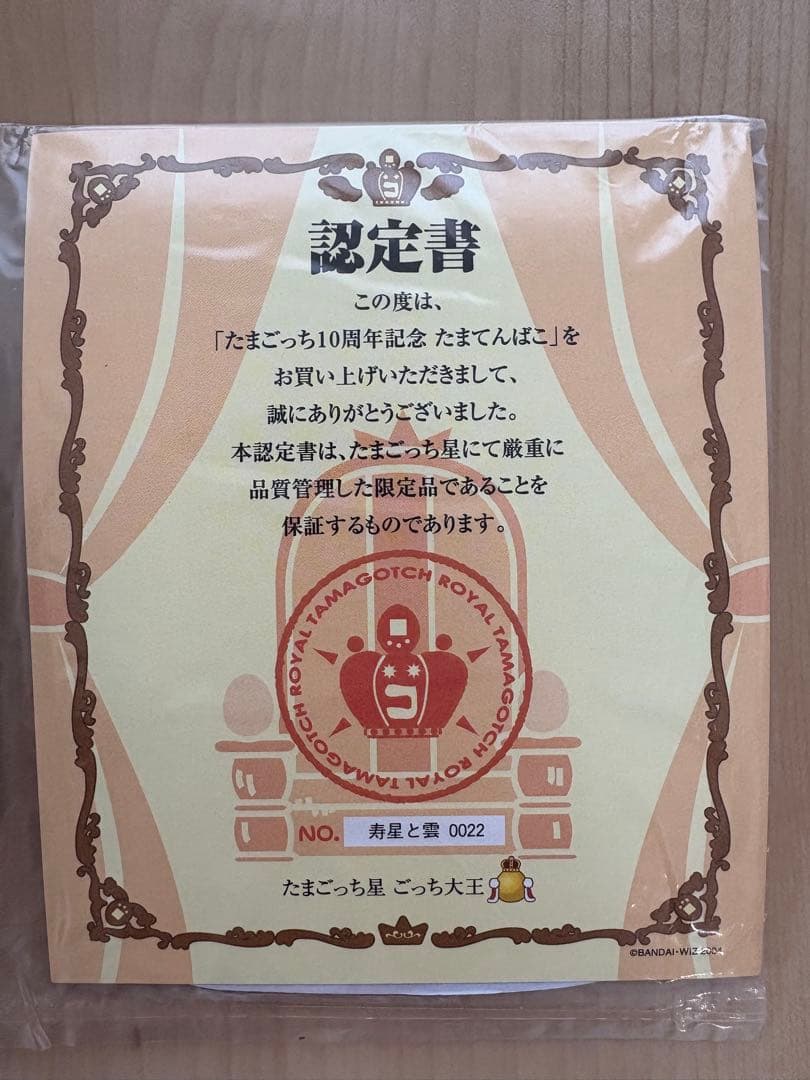 コ
認定書
この度は、
「たまごっち10周年記念 たまてんばこ」を
お買い上げいただきまして、
誠にありがとうございました。
本認定書は、たまごっち星にて厳重に
品質管理した限定品であることを
保証するものであります。
ROYAL TAMAGOTCH ROYAL TAMAGOTCH ROYAL TAMAGOTCH
コ
NO. 寿星と雲 0022
たまごっち星 ごっち大王
©BANDAI・WIZ 2004